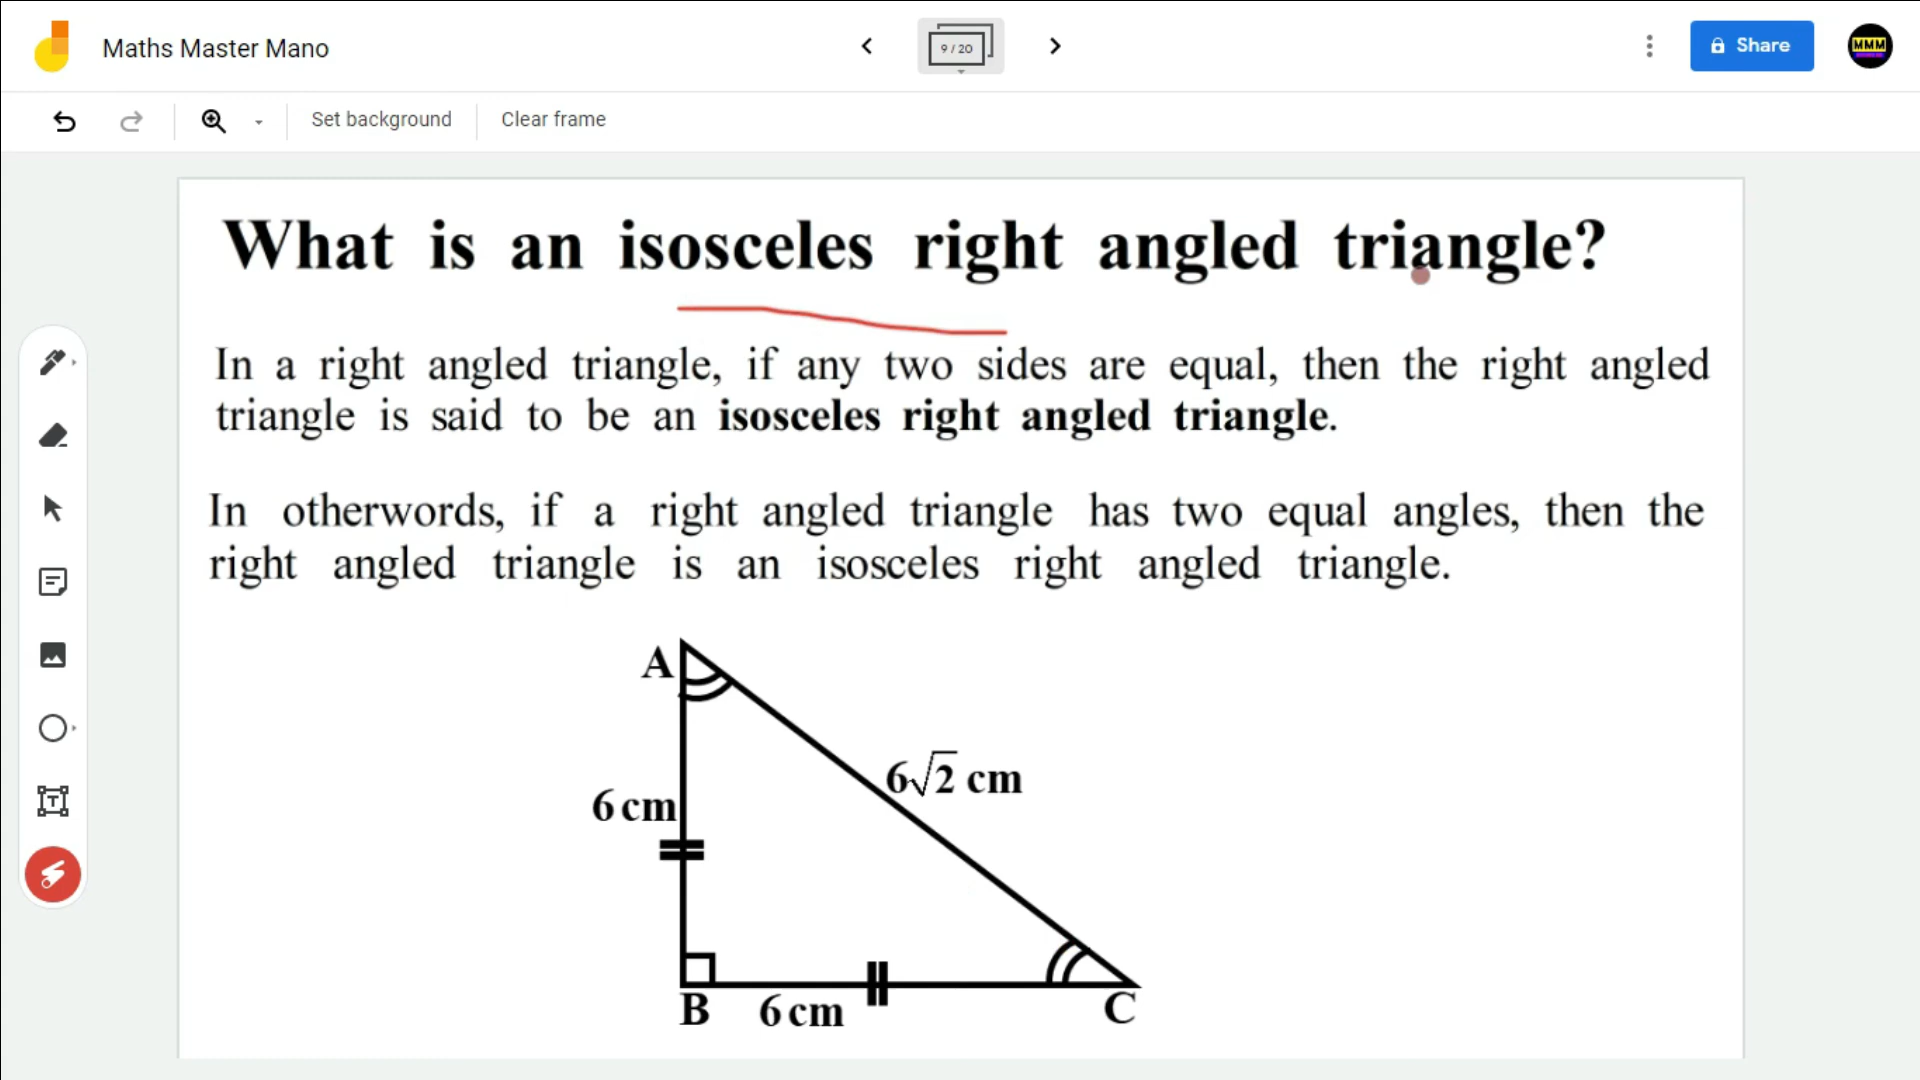 Maths Master Mano
9 / 20
Share
MMM
Set background
Clear frame
What is an isosceles right angled triangle?
In a right angled triangle, if any two sides are equal, then the right angled
triangle is said to be an isosceles right angled triangle.
In otherwords, if a right angled triangle has two equal angles, then the
right angled triangle is an isosceles right angled triangle.
A
6√2 cm
6 cm
B
6 cm
C